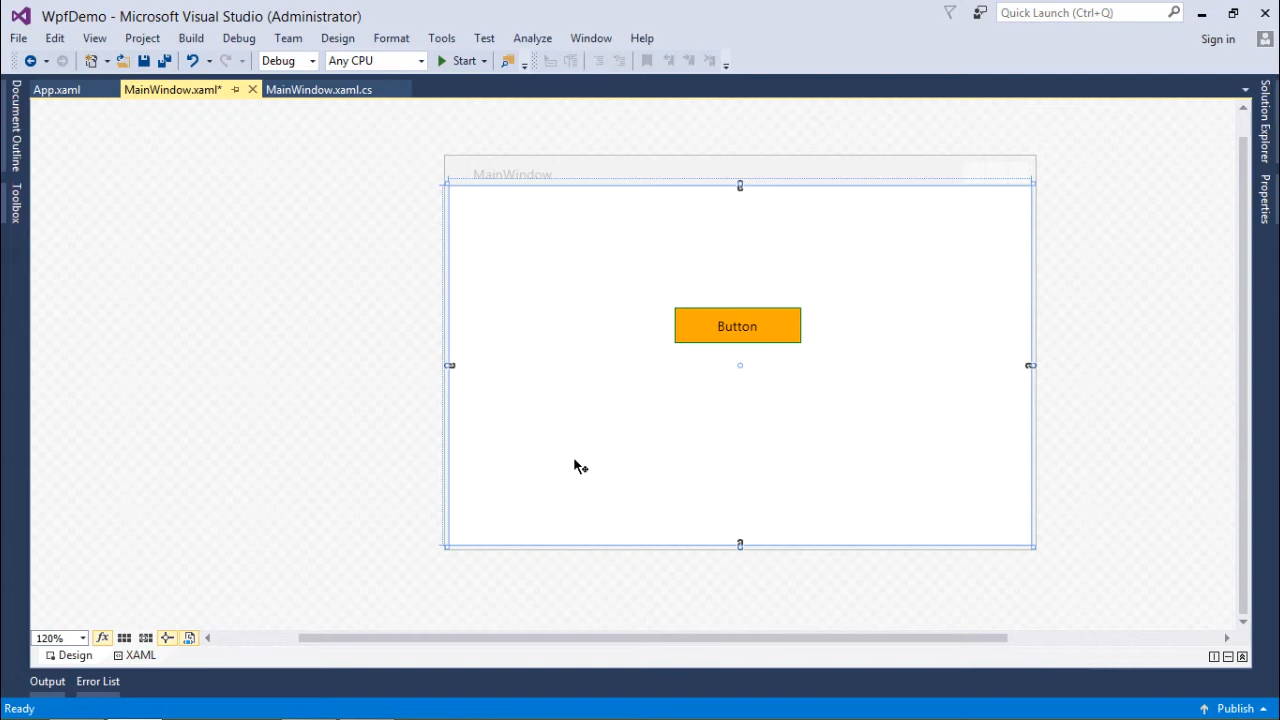 WpfDemo - Microsoft Visual Studio (Administrator)
Quick Launch (Ctrl+Q)
File Edit View Project Build Debug Team Design Format Tools Test Analyze Window Help
Sign in
Debug Any CPU Start
App.xaml MainWindow.xaml* MainWindow.xaml.cs
Document Outline
Toolbox
Solution Explorer
Properties
MainWindow
Button
120% fx
Design XAML
Output Error List
Ready Publish